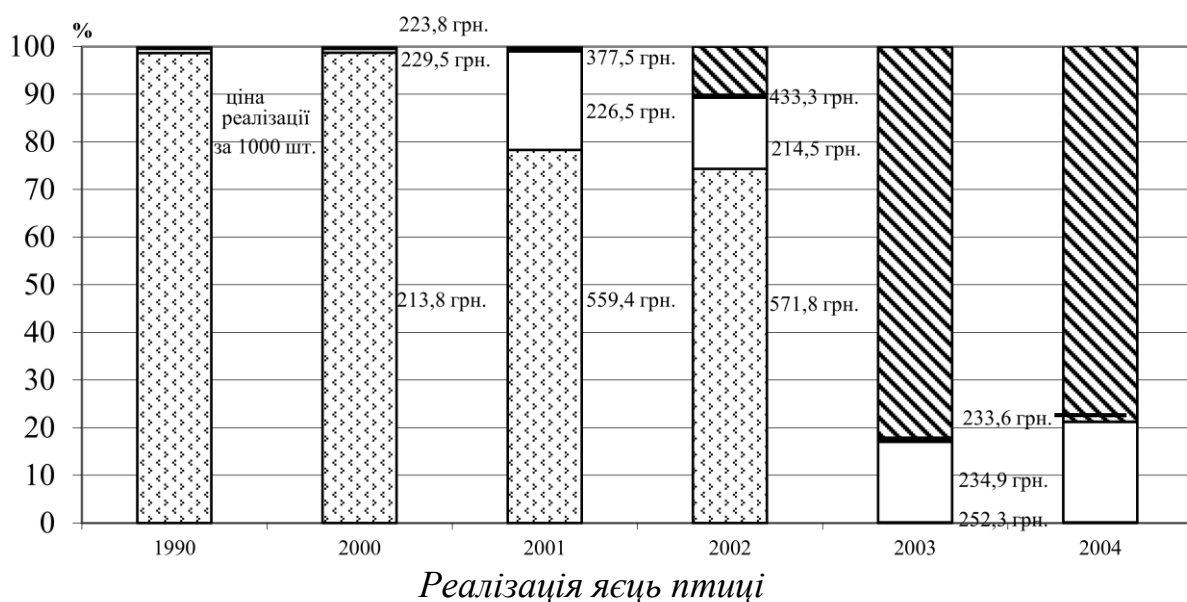 %
223,8 грн.
100
90
80
70
60
50
40
30
20
10
0
ціна
реалізації
за 1000 шт.
229,5 грн.
213,8 грн.
377,5 грн.
226,5 грн.
559,4 грн.
433,3 грн.
214,5 грн.
571,8 грн.
233,6 грн.
234,9 грн.
252,3 грн.
1990
2000
2001
2002
2003
2004
Реалізація яєць птиці